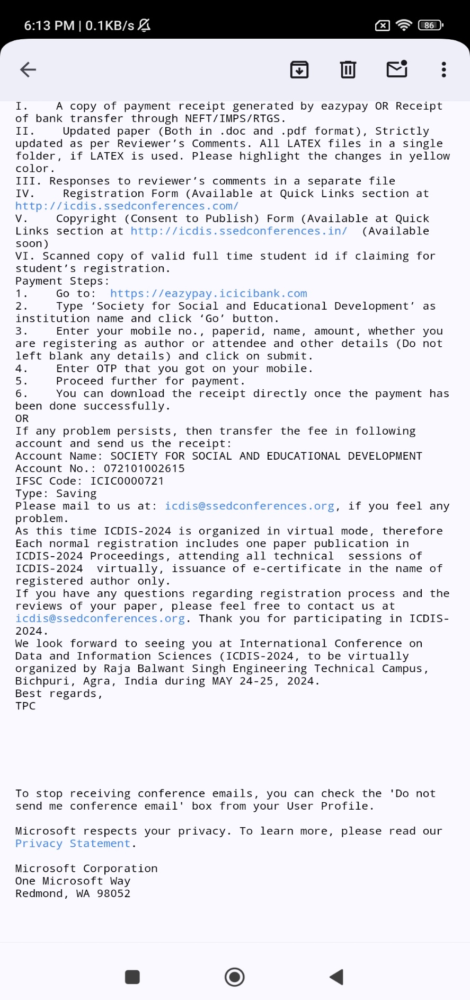 6:13 PM | 0.1KB/s
86
I.    A copy of payment receipt generated by eazypay OR Receipt
of bank transfer through NEFT/IMPS/RTGS.
II.    Updated paper (Both in .doc and .pdf format), Strictly
updated as per Reviewer’s Comments. All LATEX files in a single
folder, if LATEX is used. Please highlight the changes in yellow
color.
III. Responses to reviewer’s comments in a separate file
IV.    Registration Form (Available at Quick Links section at
http://icdis.ssedconferences.com/
V.    Copyright (Consent to Publish) Form (Available at Quick
Links section at http://icdis.ssedconferences.in/  (Available
soon)
VI. Scanned copy of valid full time student id if claiming for
student’s registration.
Payment Steps:
1.    Go to:  https://eazypay.icicibank.com
2.    Type ‘Society for Social and Educational Development’ as
institution name and click ‘Go’ button.
3.    Enter your mobile no., paperid, name, amount, whether you
are registering as author or attendee and other details (Do not
left blank any details) and click on submit.
4.    Enter OTP that you got on your mobile.
5.    Proceed further for payment.
6.    You can download the receipt directly once the payment has
been done successfully.
OR
If any problem persists, then transfer the fee in following
account and send us the receipt:
Account Name: SOCIETY FOR SOCIAL AND EDUCATIONAL DEVELOPMENT
Account No.: 072101002615
IFSC Code: ICIC0000721
Type: Saving
Please mail to us at: icdis@ssedconferences.org, if you feel any
problem.
As this time ICDIS-2024 is organized in virtual mode, therefore
Each normal registration includes one paper publication in
ICDIS-2024 Proceedings, attending all technical  sessions of
ICDIS-2024  virtually, issuance of e-certificate in the name of
registered author only.
If you have any questions regarding registration process and the
reviews of your paper, please feel free to contact us at
icdis@ssedconferences.org. Thank you for participating in ICDIS-
2024.
We look forward to seeing you at International Conference on
Data and Information Sciences (ICDIS-2024, to be virtually
organized by Raja Balwant Singh Engineering Technical Campus,
Bichpuri, Agra, India during MAY 24-25, 2024.
Best regards,
TPC
To stop receiving conference emails, you can check the 'Do not
send me conference email' box from your User Profile.
Microsoft respects your privacy. To learn more, please read our
Privacy Statement.
Microsoft Corporation
One Microsoft Way
Redmond, WA 98052